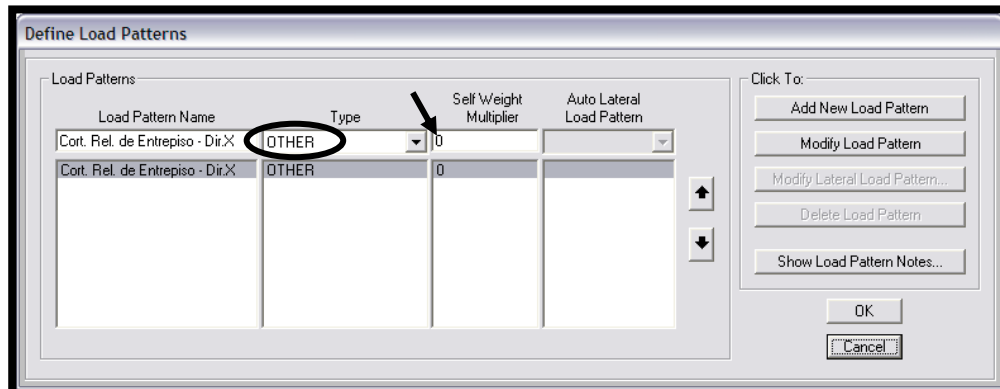 Define Load Patterns
Load Patterns
Click To:
Load Pattern Name
Type
Self Weight
Multiplier
Auto Lateral
Load Pattern
Cort. Rel. de Entrepiso - Dir.X
OTHER
0
Cort. Rel. de Entrepiso - Dir.X
OTHER
0
Add New Load Pattern
Modify Load Pattern
Modify Lateral Load Pattern...
Delete Load Pattern
Show Load Pattern Notes...
OK
Cancel